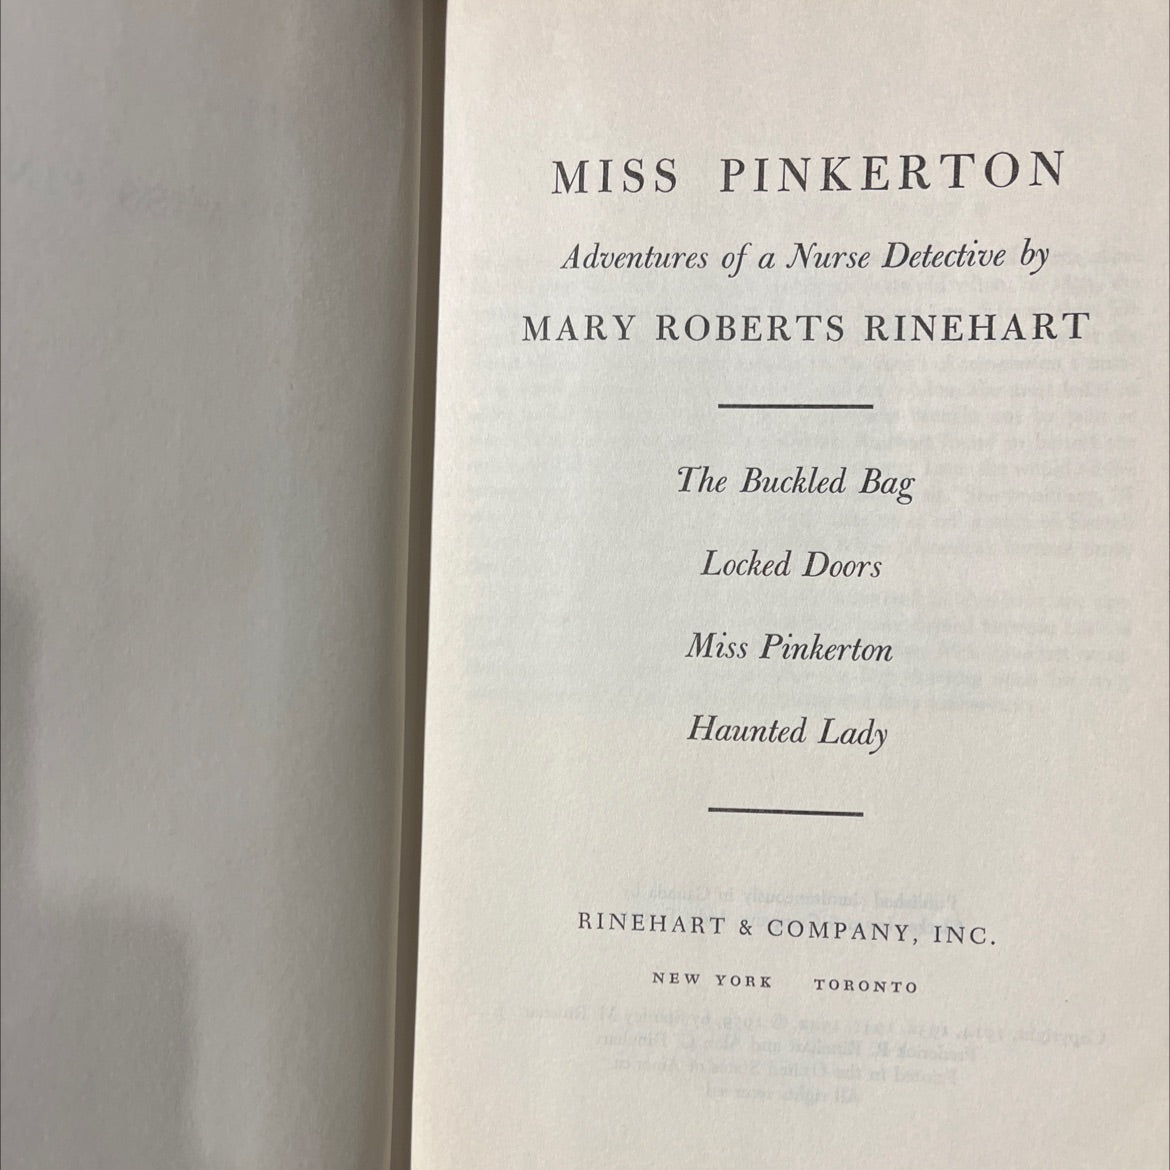 MISS PINKERTON
Adventures of a Nurse Detective by
MARY ROBERTS RINEHART
The Buckled Bag
Locked Doors
Miss Pinkerton
Haunted Lady
RINEHART & COMPANY, INC.
NEW YORK TORONTO